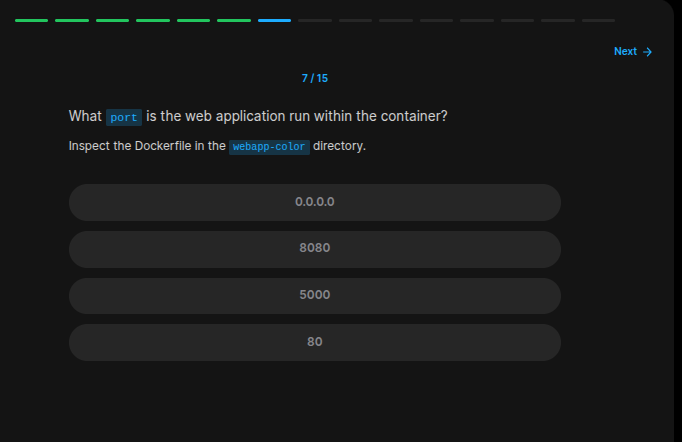 Next →
7 / 15
What port is the web application run within the container?
Inspect the Dockerfile in the webapp-color directory.
0.0.0.0
8080
5000
80